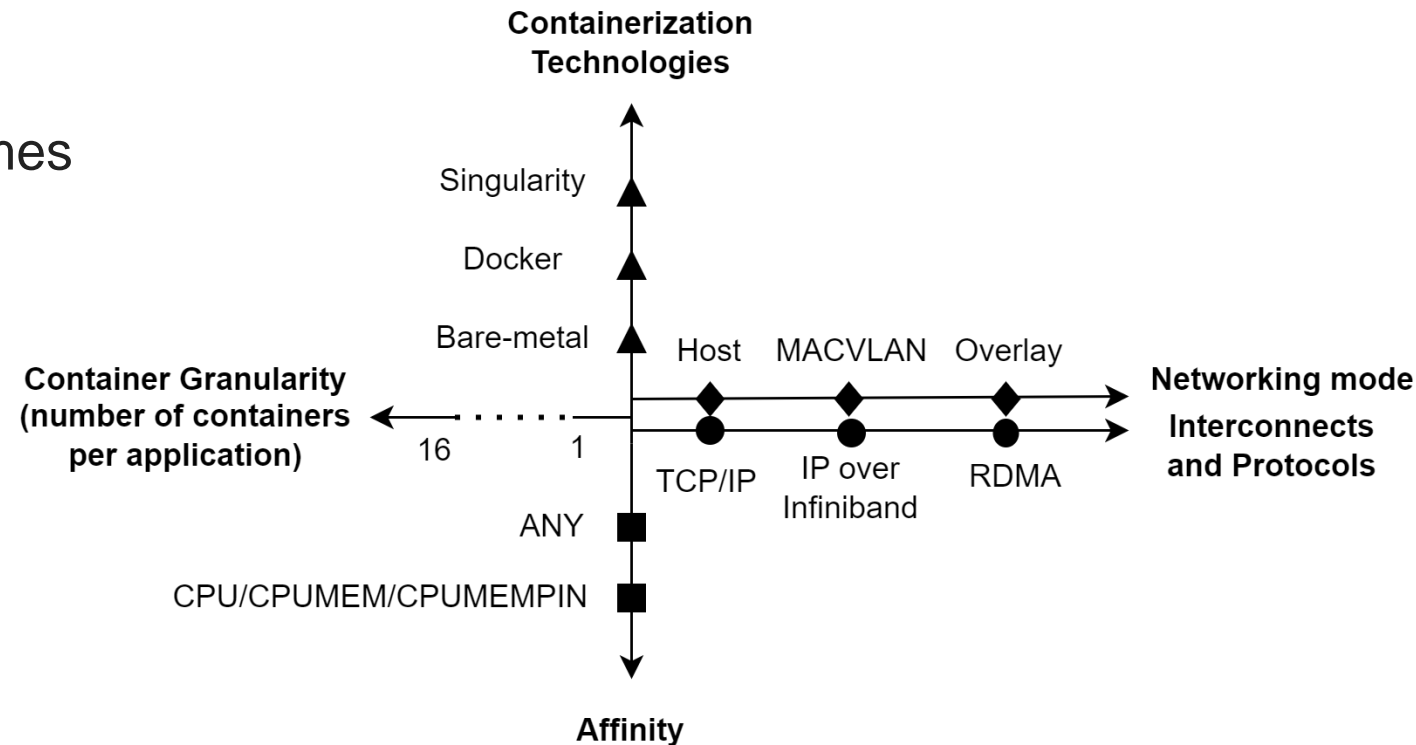 Containerization
Technologies
nes
Singularity
Docker
Bare-metal
Host MACVLAN Overlay
Container Granularity
(number of containers
per application)
16
1
Networking mode
Interconnects
and Protocols
TCP/IP
IP over
Infiniband
RDMA
ANY
CPU/CPUMEM/CPUMEMPIN
Affinity